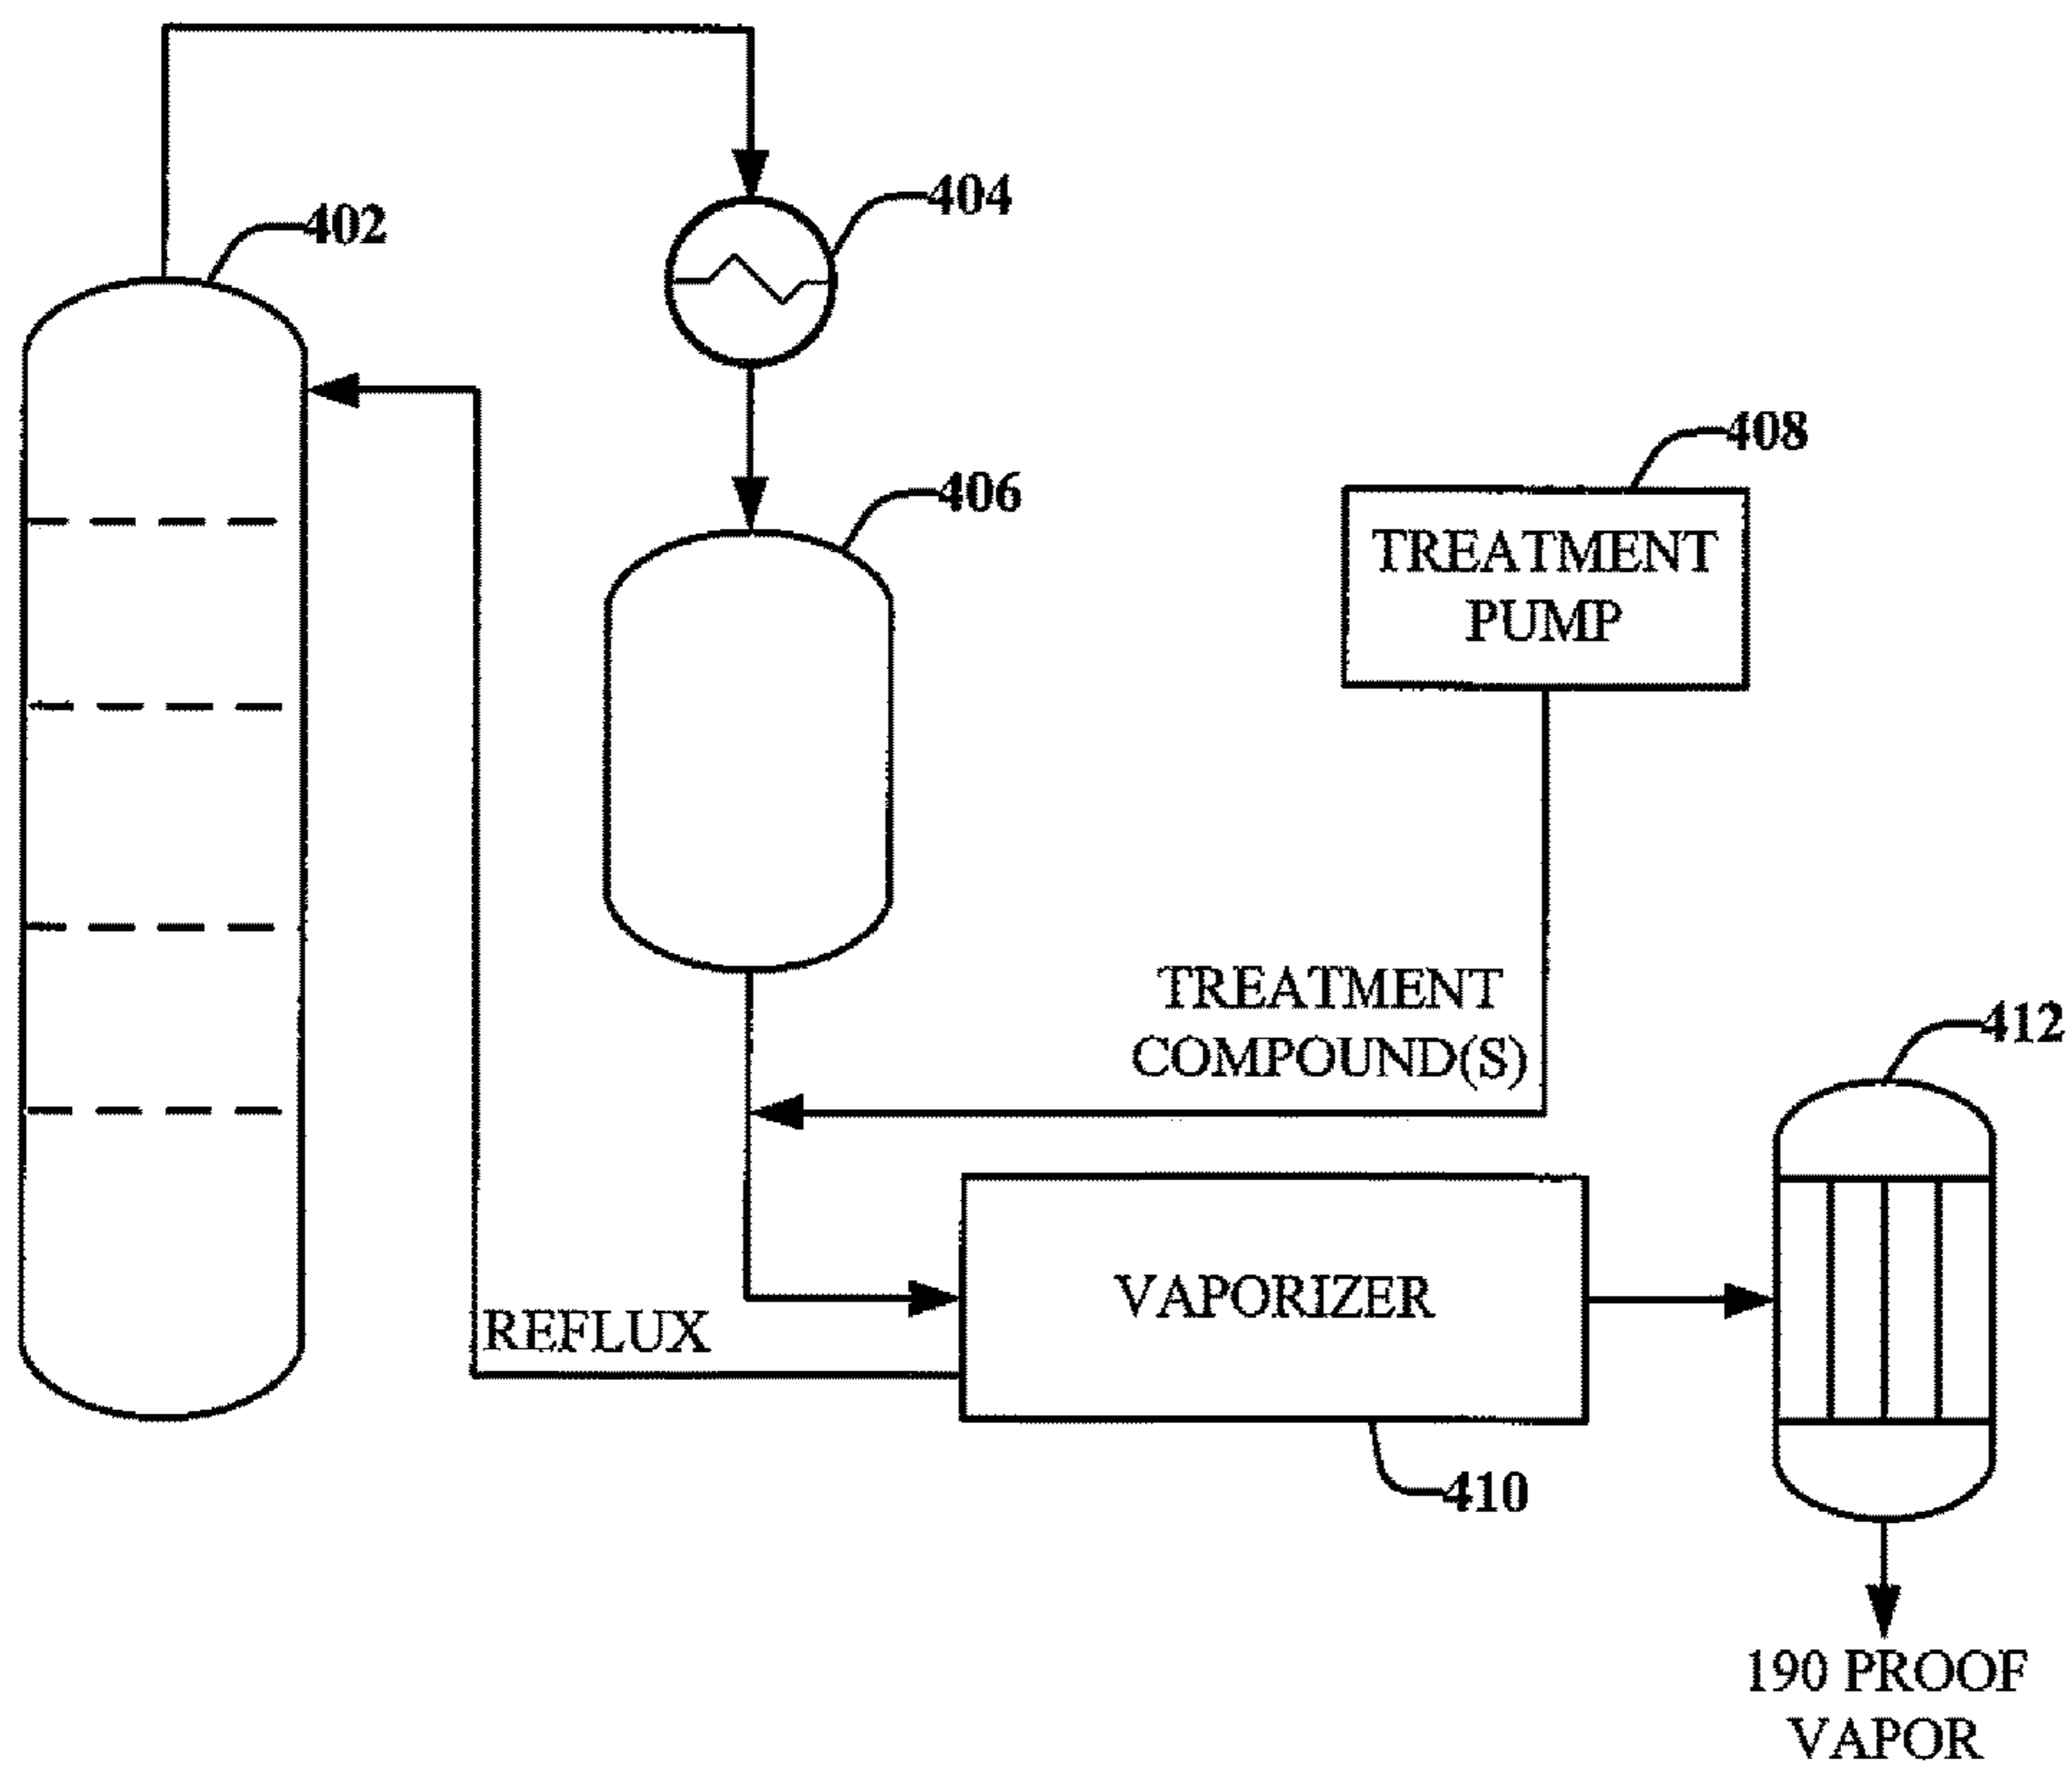 404
402
408
406
TREATMENT
PUMP
TREATMENT
COMPOUND(S)
412
VAPORIZER
REFLUX
410
190 PROOF
VAPOR